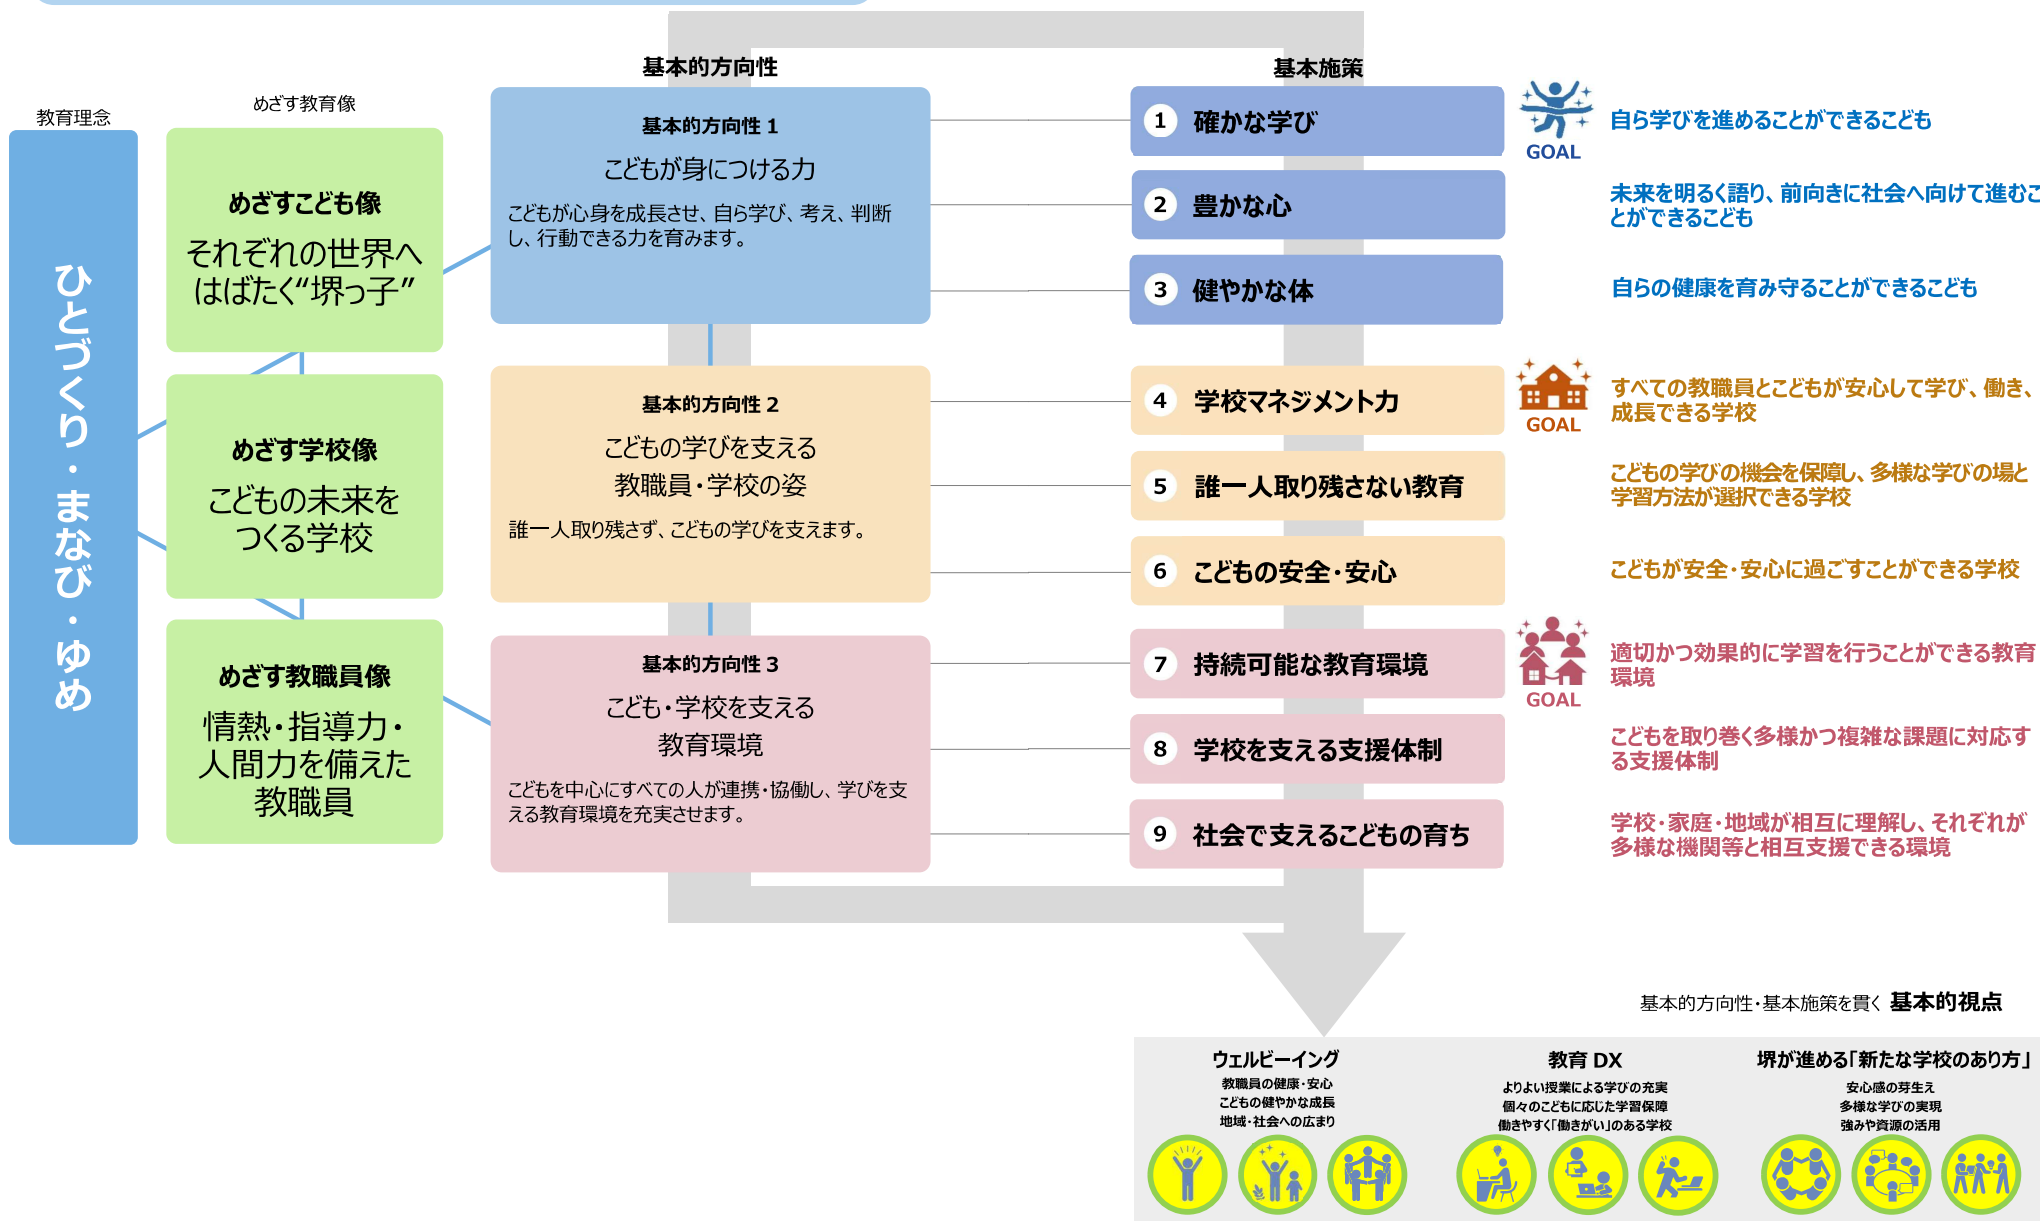 教育理念
ひとづくり・まなび・ゆめ
めざす教育像
めざすこども像
それぞれの世界へ
はばたく“堺っ子”
めざす学校像
こどもの未来を
つくる学校
めざす教職員像
情熱・指導力・
人間力を備えた
教職員
基本的方向性
基本的方向性 1
こどもが身につける力
こどもが心身を成長させ、自ら学び、考え、判断
し、行動できる力を育みます。
基本的方向性 2
こどもの学びを支える
教職員・学校の姿
誰一人取り残さず、こどもの学びを支えます。
基本的方向性 3
こども・学校を支える
教育環境
こどもを中心にすべての人が連携・協働し、学びを支
える教育環境を充実させます。
基本施策
1 確かな学び
GOAL
自ら学びを進めることができるこども
2 豊かな心
未来を明るく語り、前向きに社会へ向けて進むこ
とができるこども
3 健やかな体
自らの健康を育み守ることができるこども
4 学校マネジメント力
GOAL
すべての教職員とこどもが安心して学び、働き、
成長できる学校
5 誰一人取り残さない教育
こどもの学びの機会を保障し、多様な学びの場と
学習方法が選択できる学校
6 こどもの安全・安心
こどもが安全・安心に過ごすことができる学校
7 持続可能な教育環境
GOAL
適切かつ効果的に学習を行うことができる教育
環境
8 学校を支える支援体制
こどもを取り巻く多様かつ複雑な課題に対応す
る支援体制
9 社会で支えるこどもの育ち
学校・家庭・地域が相互に理解し、それぞれが
多様な機関等と相互支援できる環境
基本的方向性・基本施策を貫く 基本的視点
ウェルビーイング
教職員の健康・安心
こどもの健やかな成長
地域・社会への広まり
教育 DX
よりよい授業による学びの充実
個々のこどもに応じた学習保障
働きやすく「働きがい」のある学校
堺が進める「新たな学校のあり方」
安心感の芽生え
多様な学びの実現
強みや資源の活用